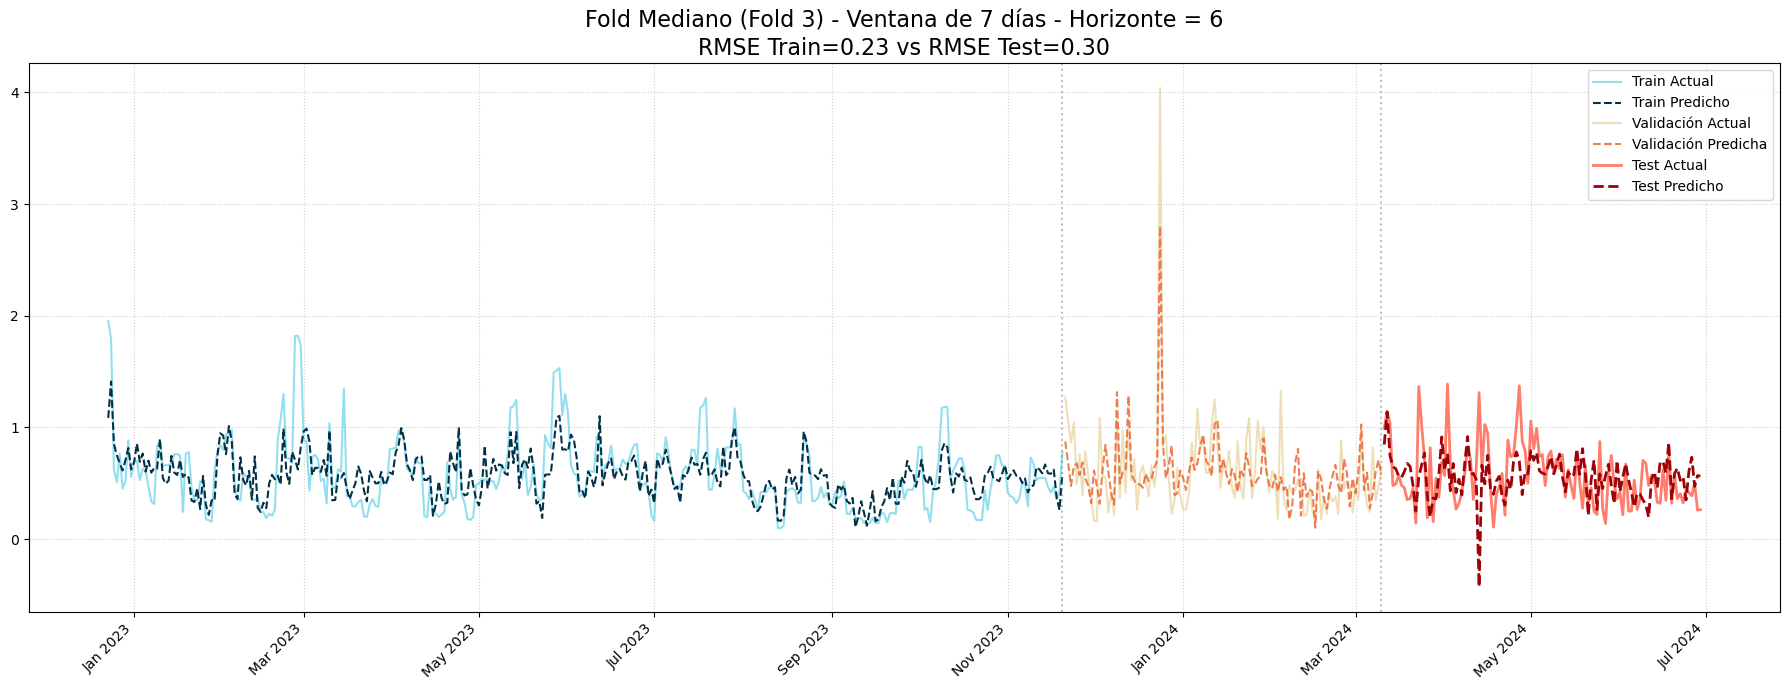 Fold Mediano (Fold 3) - Ventana de 7 días - Horizonte = 6
RMSE Train=0.23 vs RMSE Test=0.30
4
3
2
1
0
Train Actual
Train Predicho
Validación Actual
Validación Predicha
Test Actual
Test Predicho
Jan 2023
Mar 2023
May 2023
Jul 2023
Sep 2023
Nov 2023
Jan 2024
Mar 2024
May 2024
Jul 2024